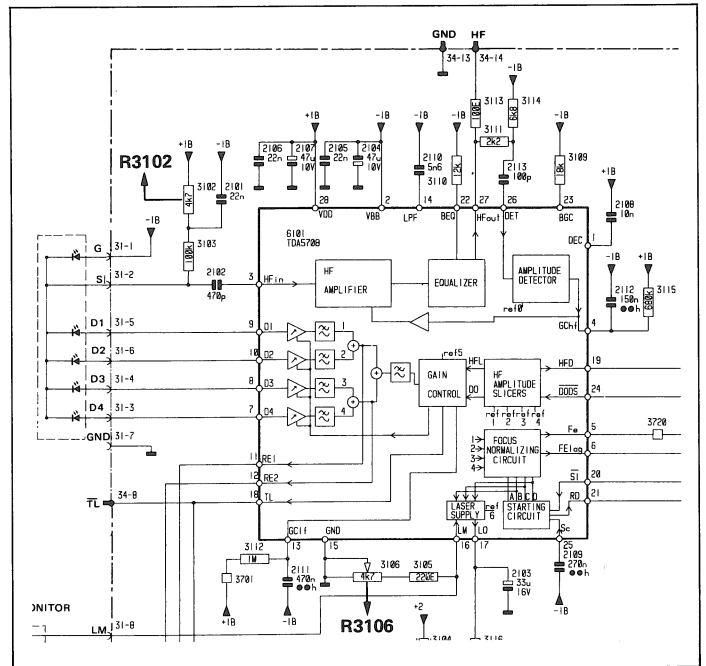 GND HF
34-13 34-14
-1B
3113 3114
100E 6k8
3111
2k2
+1B -1B -1B -1B -1B
2106 22n
2107 47u 10V
2105 22n
2104 47u 10V
2110 5n6
3110 12k
2113 100p
3109 18k
+1B -1B
R3102
3102 4k7
2101 22n
3103 100k
-1B
28 2 14 22 27 26 23
VDD VBB LPF BEQ HFout DET BGC
6101
TDA5708
DEC 1
+1B
2108 10n
-1B +1B
2112 150n h
3115 680k
G 31-1
SI 31-2
2102 470p
3 HFin
HF AMPLIFIER
EQUALIZER
AMPLITUDE DETECTOR
ref0
GChf 4
D1 31-5 9 D1 1
D2 31-6 10 D2 2
D3 31-4 8 D3 3
D4 31-3 7 D4 4
GND 31-7
ref5
GAIN CONTROL
HFL
DO
HF AMPLITUDE SLICERS
HFD 19
DODS 24
ref ref ref ref
1 2 3 4
1
2
3
4
FOCUS NORMALIZING CIRCUIT
Fe 5
3720
FElag 6
11 RE1
12 RE2
18 TL
TL 34-8
A B C D
LASER SUPPLY
ref 6
STARTING CIRCUIT
SI 20
RD 21
GClf GND LM LO Sc
13 15 16 17 25
3112 1M
3701
+1B
2111 470n h
-1B
3106 4k7
3105 220E
R3106
2103 33u 16V
2109 270n h
-1B
+2
3104
3116
ONITOR
LM 31-8